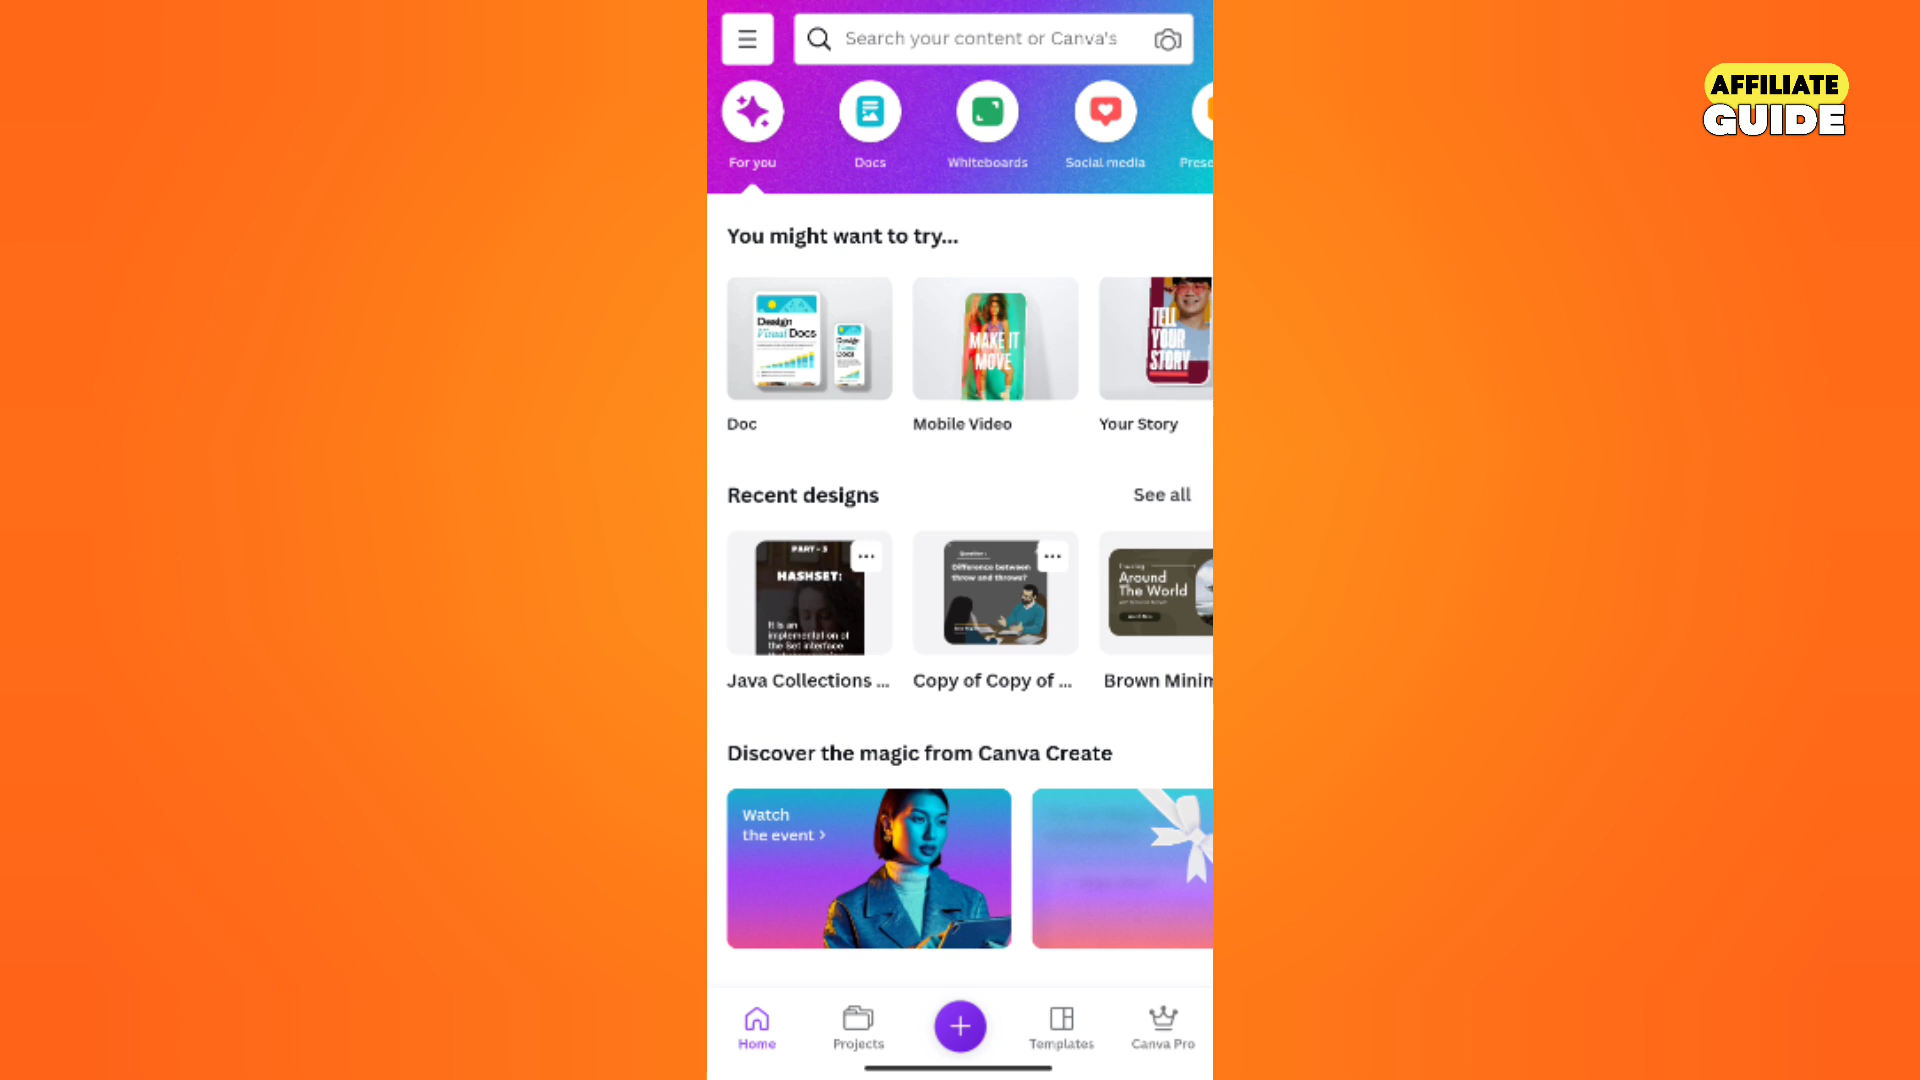 Search your content or Canva's
AFFILIATE
GUIDE
For you
Docs
Whiteboards
Social media
Prese
You might want to try...
Design
Visual Docs
Design
Docs
MAKE IT
MOVE
TELL
YOUR
STORY
Doc
Mobile Video
Your Story
Recent designs
See all
PART-3
HASHSET:
It is an
implementation of
the Set interface
Question :
Difference between
throw and throws?
Around
The World
Java Collections ...
Copy of Copy of ...
Brown Minim
Discover the magic from Canva Create
Watch
the event >
Home
Projects
Templates
Canva Pro